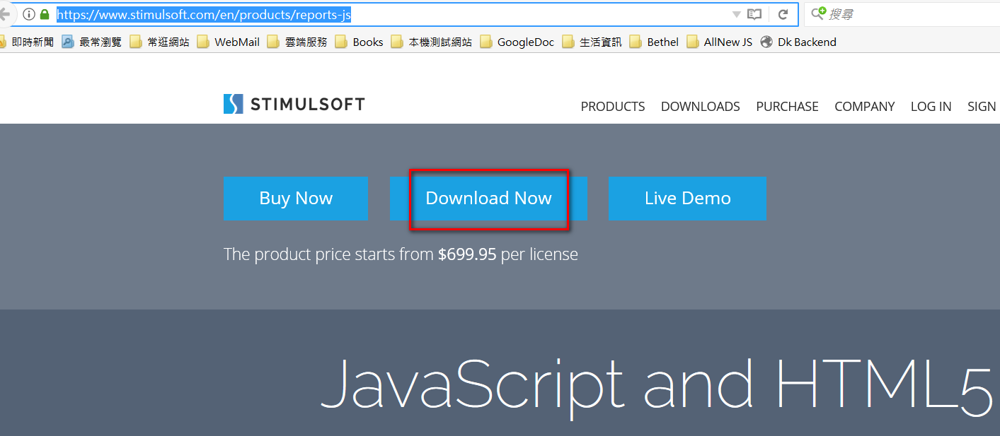 https://www.stimulsoft.com/en/products/reports-js 搜尋
即時新聞 最常瀏覽 常逛網站 WebMail 雲端服務 Books 本機測試網站 GoogleDoc 生活資訊 Bethel AllNew JS Dk Backend
STIMULSOFT PRODUCTS DOWNLOADS PURCHASE COMPANY LOG IN SIGN
Buy Now Download Now Live Demo
The product price starts from $699.95 per license
JavaScript and HTML5